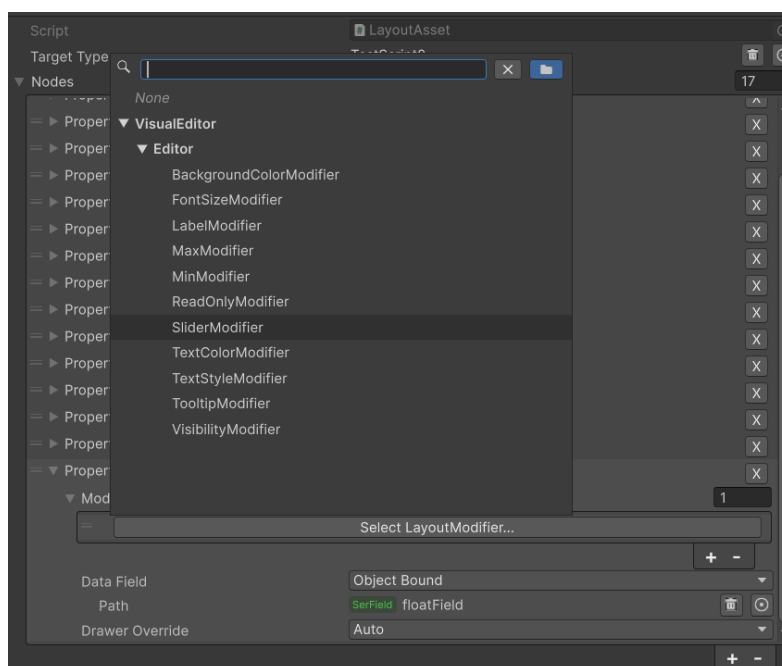 Script LayoutAsset
Target Type
Nodes 17
None
X
Proper VisualEditor X
Proper Editor X
Proper BackgroundColorModifier X
Proper FontSizeModifier X
Proper LabelModifier X
Proper MaxModifier X
Proper MinModifier X
Proper ReadOnlyModifier X
Proper SliderModifier X
Proper TextColorModifier X
Proper TextStyleModifier X
Proper TooltipModifier X
Proper VisibilityModifier X
Proper X
Mod 1
Select LayoutModifier...
+ -
Data Field Object Bound
Path SerField floatField
Drawer Override Auto
+ -